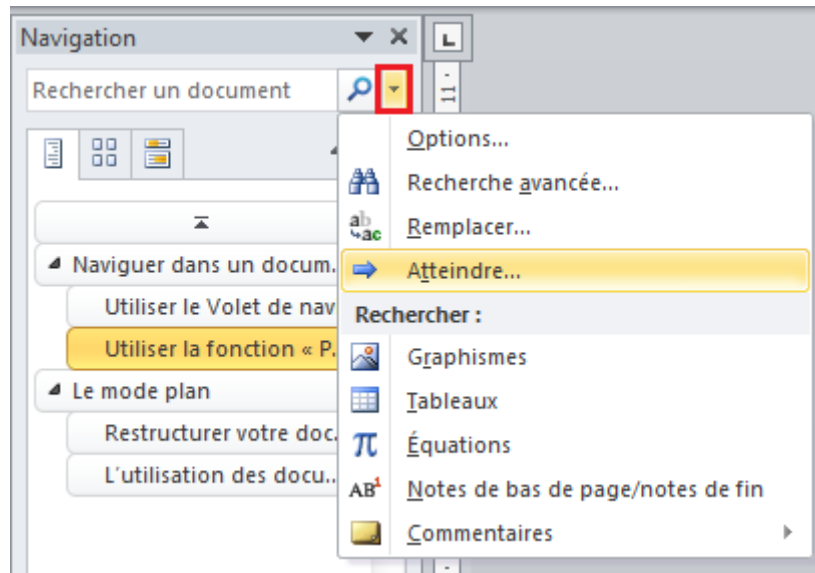 Navigation
Rechercher un document
Options...
Recherche avancée...
Remplacer...
Atteindre...
Rechercher :
Graphismes
Tableaux
Équations
Notes de bas de page/notes de fin
Commentaires
Naviguer dans un docum.
Utiliser le Volet de nav
Utiliser la fonction « P.
Le mode plan
Restructurer votre doc.
L'utilisation des docu..
11